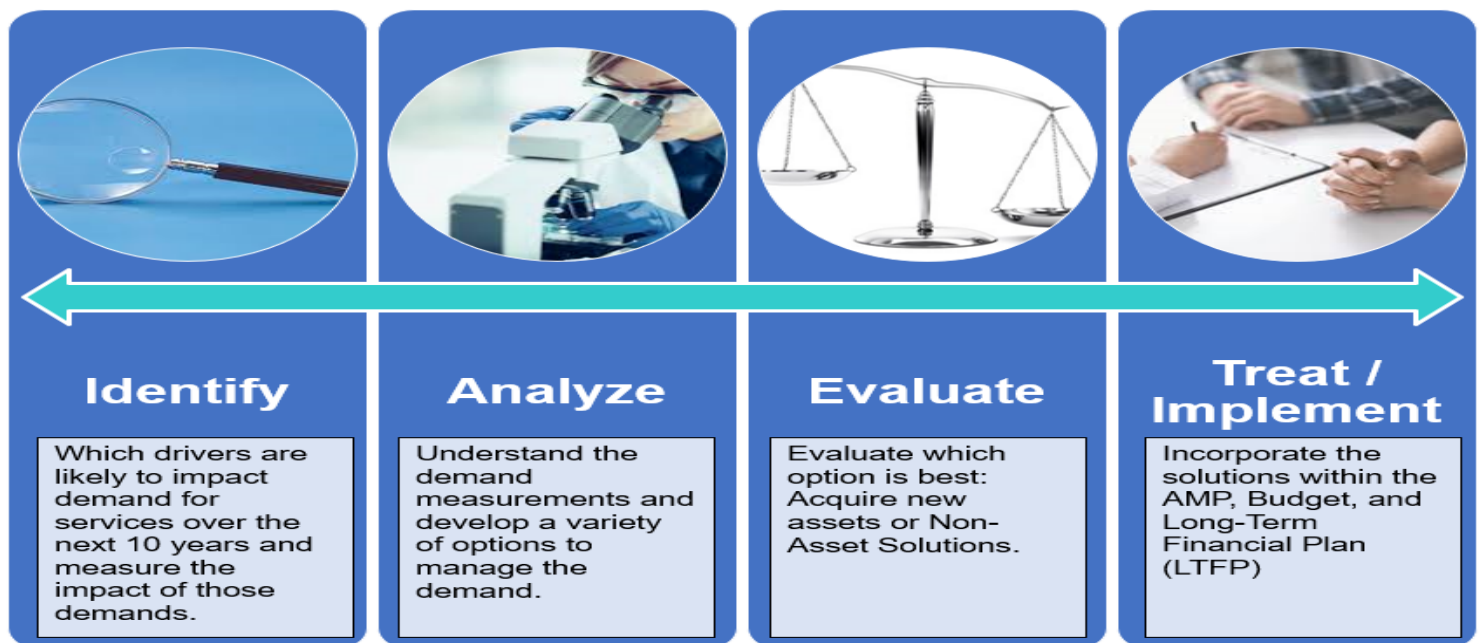 Identify
Which drivers are
likely to impact
demand for
services over the
next 10 years and
measure the
impact of those
demands.
Analyze
Understand the
demand
measurements and
develop a variety
of options to
manage the
demand.
Evaluate
Evaluate which
option is best:
Acquire new
assets or Non-
Asset Solutions.
Treat /
Implement
Incorporate the
solutions within the
AMP, Budget, and
Long-Term
Financial Plan
(LTFP)